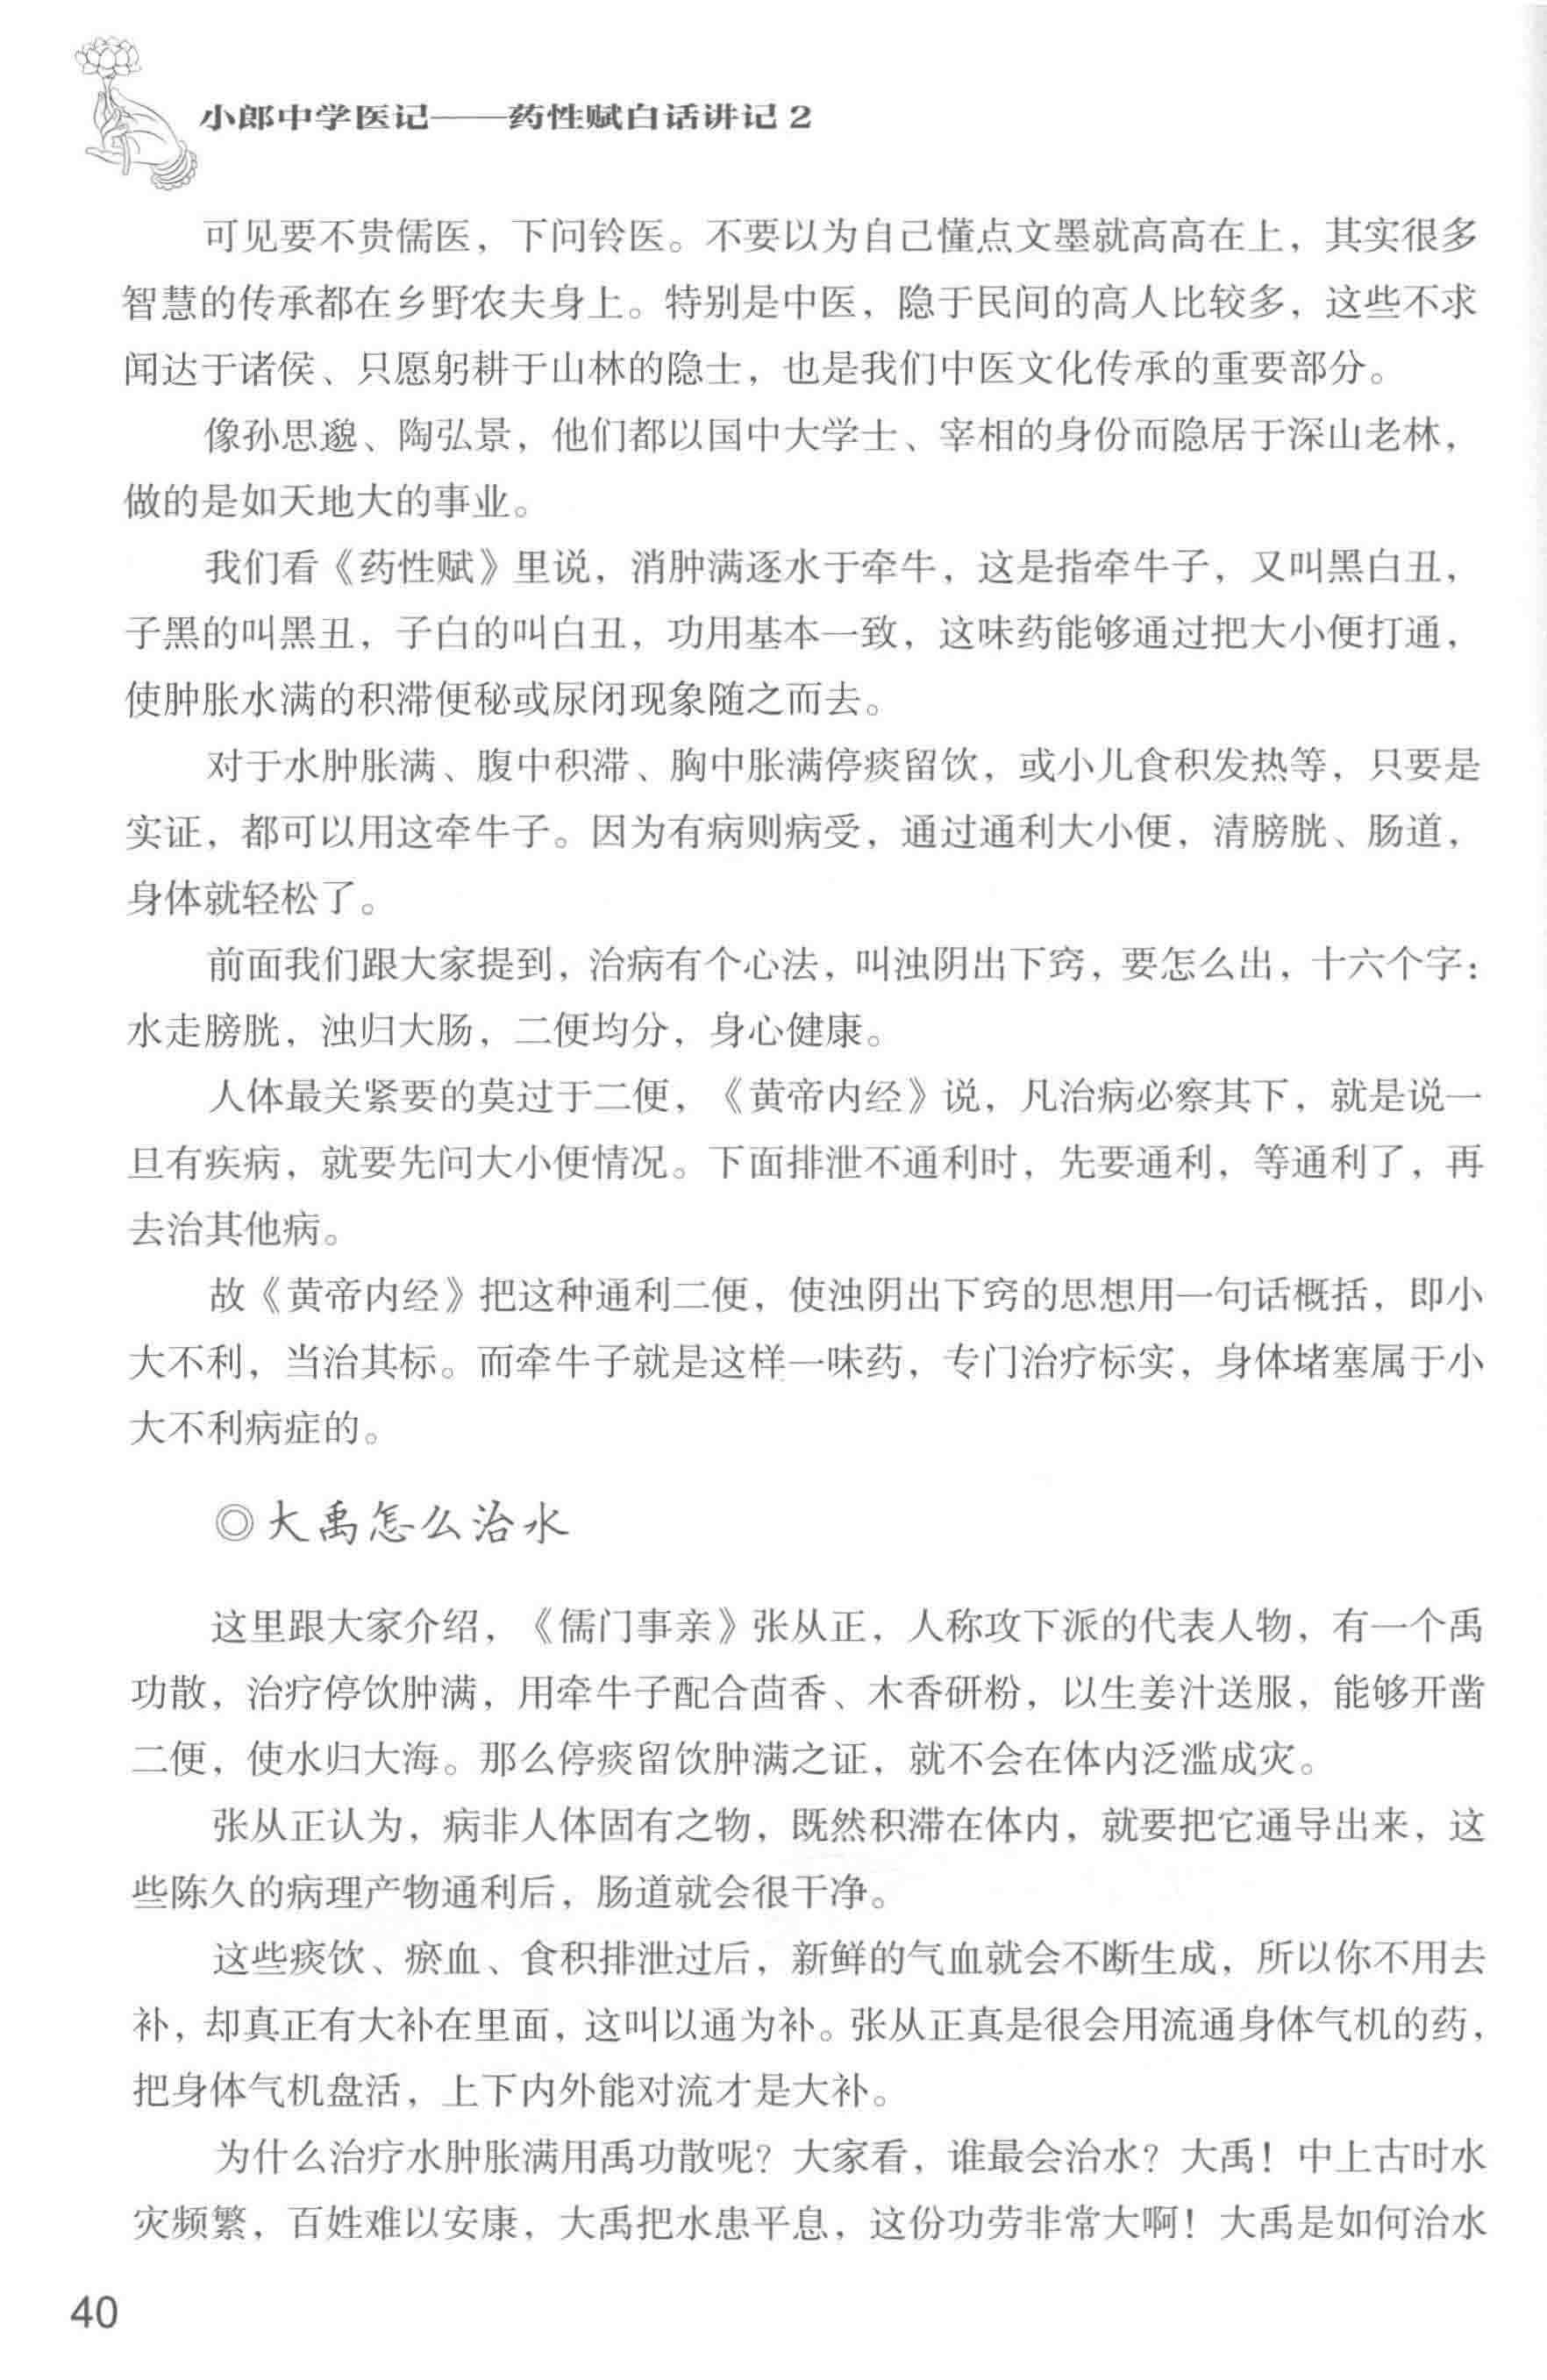 小郎中学医记——药性赋白话讲记2
可见要不贵儒医，下问铃医。不要以为自己懂点文墨就高高在上，其实很多
智慧的传承都在乡野农夫身上。特别是中医，隐于民间的高人比较多，这些不求
闻达于诸侯、只愿躬耕于山林的隐士，也是我们中医文化传承的重要部分。
像孙思邈、陶弘景，他们都以国中大学士、宰相的身份而隐居于深山老林，
做的是如天地大的事业。
我们看《药性赋》里说，消肿满逐水于牵牛，这是指牵牛子，又叫黑白丑，
子黑的叫黑丑，子白的叫白丑，功用基本一致，这味药能够通过把大小便打通，
使肿胀水满的积滞便秘或尿闭现象随之而去。
对于水肿胀满、腹中积滞、胸中胀满停痰留饮，或小儿食积发热等，只要是
实证，都可以用这牵牛子。因为有病则病受，通过通利大小便，清膀胱、肠道，
身体就轻松了。
前面我们跟大家提到，治病有个心法，叫浊阴出下窍，要怎么出，十六个字：
水走膀胱，浊归大肠，二便均分，身心健康。
人体最关紧要的莫过于二便，《黄帝内经》说，凡治病必察其下，就是说一
旦有疾病，就要先问大小便情况。下面排泄不通利时，先要通利，等通利了，再
去治其他病。
故《黄帝内经》把这种通利二便，使浊阴出下窍的思想用一句话概括，即小
大不利，当治其标。而牵牛子就是这样一味药，专门治疗标实，身体堵塞属于小
大不利病症的。
◎大禹怎么治水
这里跟大家介绍，《儒门事亲》张从正，人称攻下派的代表人物，有一个禹
功散，治疗停饮肿满，用牵牛子配合茴香、木香研粉，以生姜汁送服，能够开凿
二便，使水归大海。那么停痰留饮肿满之证，就不会在体内泛滥成灾。
张从正认为，病非人体固有之物，既然积滞在体内，就要把它通导出来，这
些陈久的病理产物通利后，肠道就会很干净。
这些痰饮、瘀血、食积排泄过后，新鲜的气血就会不断生成，所以你不用去
补，却真正有大补在里面，这叫以通为补。张从正真是很会用流通身体气机的药，
把身体气机盘活，上下内外能对流才是大补。
为什么治疗水肿胀满用禹功散呢？大家看，谁最会治水？大禹！中上古时水
灾频繁，百姓难以安康，大禹把水患平息，这份功劳非常大啊！大禹是如何治水
40